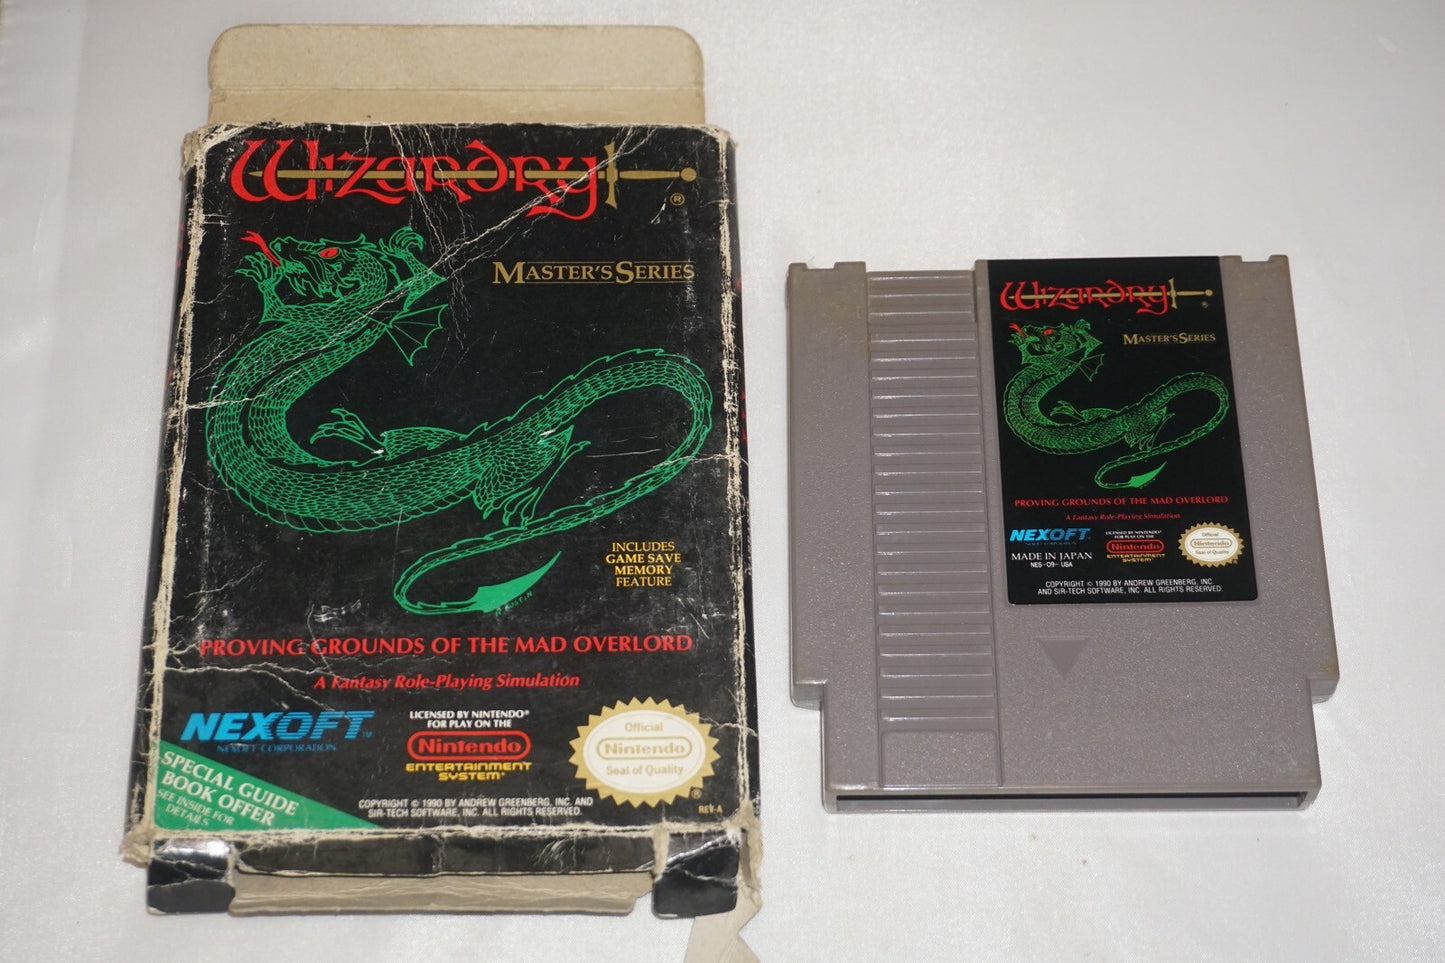 Wizardry
®
MASTER'S SERIES
INCLUDES
GAME SAVE
MEMORY
FEATURE
PROVING GROUNDS OF THE MAD OVERLORD
A Fantasy Role-Playing Simulation
NEXOFT™
NEXOFT CORPORATION
LICENSED BY NINTENDO®
FOR PLAY ON THE
Nintendo
ENTERTAINMENT
SYSTEM®
Official
Nintendo
Seal of Quality
®
SPECIAL GUIDE
BOOK OFFER
SEE INSIDE FOR
DETAILS
COPYRIGHT © 1990 BY ANDREW GREENBERG, INC. AND
SIR-TECH SOFTWARE, INC. ALL RIGHTS RESERVED.
REV-A
Wizardry
®
MASTER'S SERIES
PROVING GROUNDS OF THE MAD OVERLORD
A Fantasy Role-Playing Simulation
NEXOFT
NEXOFT CORPORATION
MADE IN JAPAN
NES-O9-USA
LICENSED BY NINTENDO®
FOR PLAY ON THE
Nintendo
ENTERTAINMENT
SYSTEM®
Official
Nintendo
Seal of Quality
COPYRIGHT © 1990 BY ANDREW GREENBERG, INC.
AND SIR-TECH SOFTWARE, INC. ALL RIGHTS RESERVED.